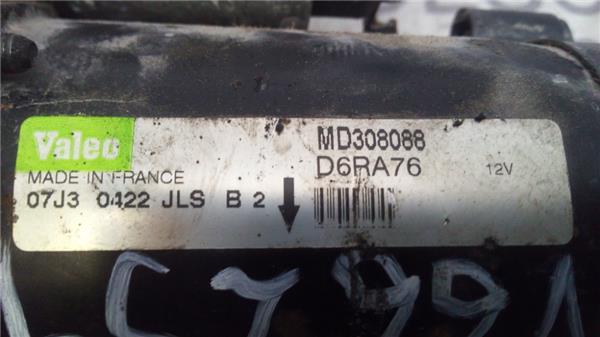 Valeo
MD308088
D6RA76
12V
MADE IN FRANCE
07J3 0422 JLS B 2